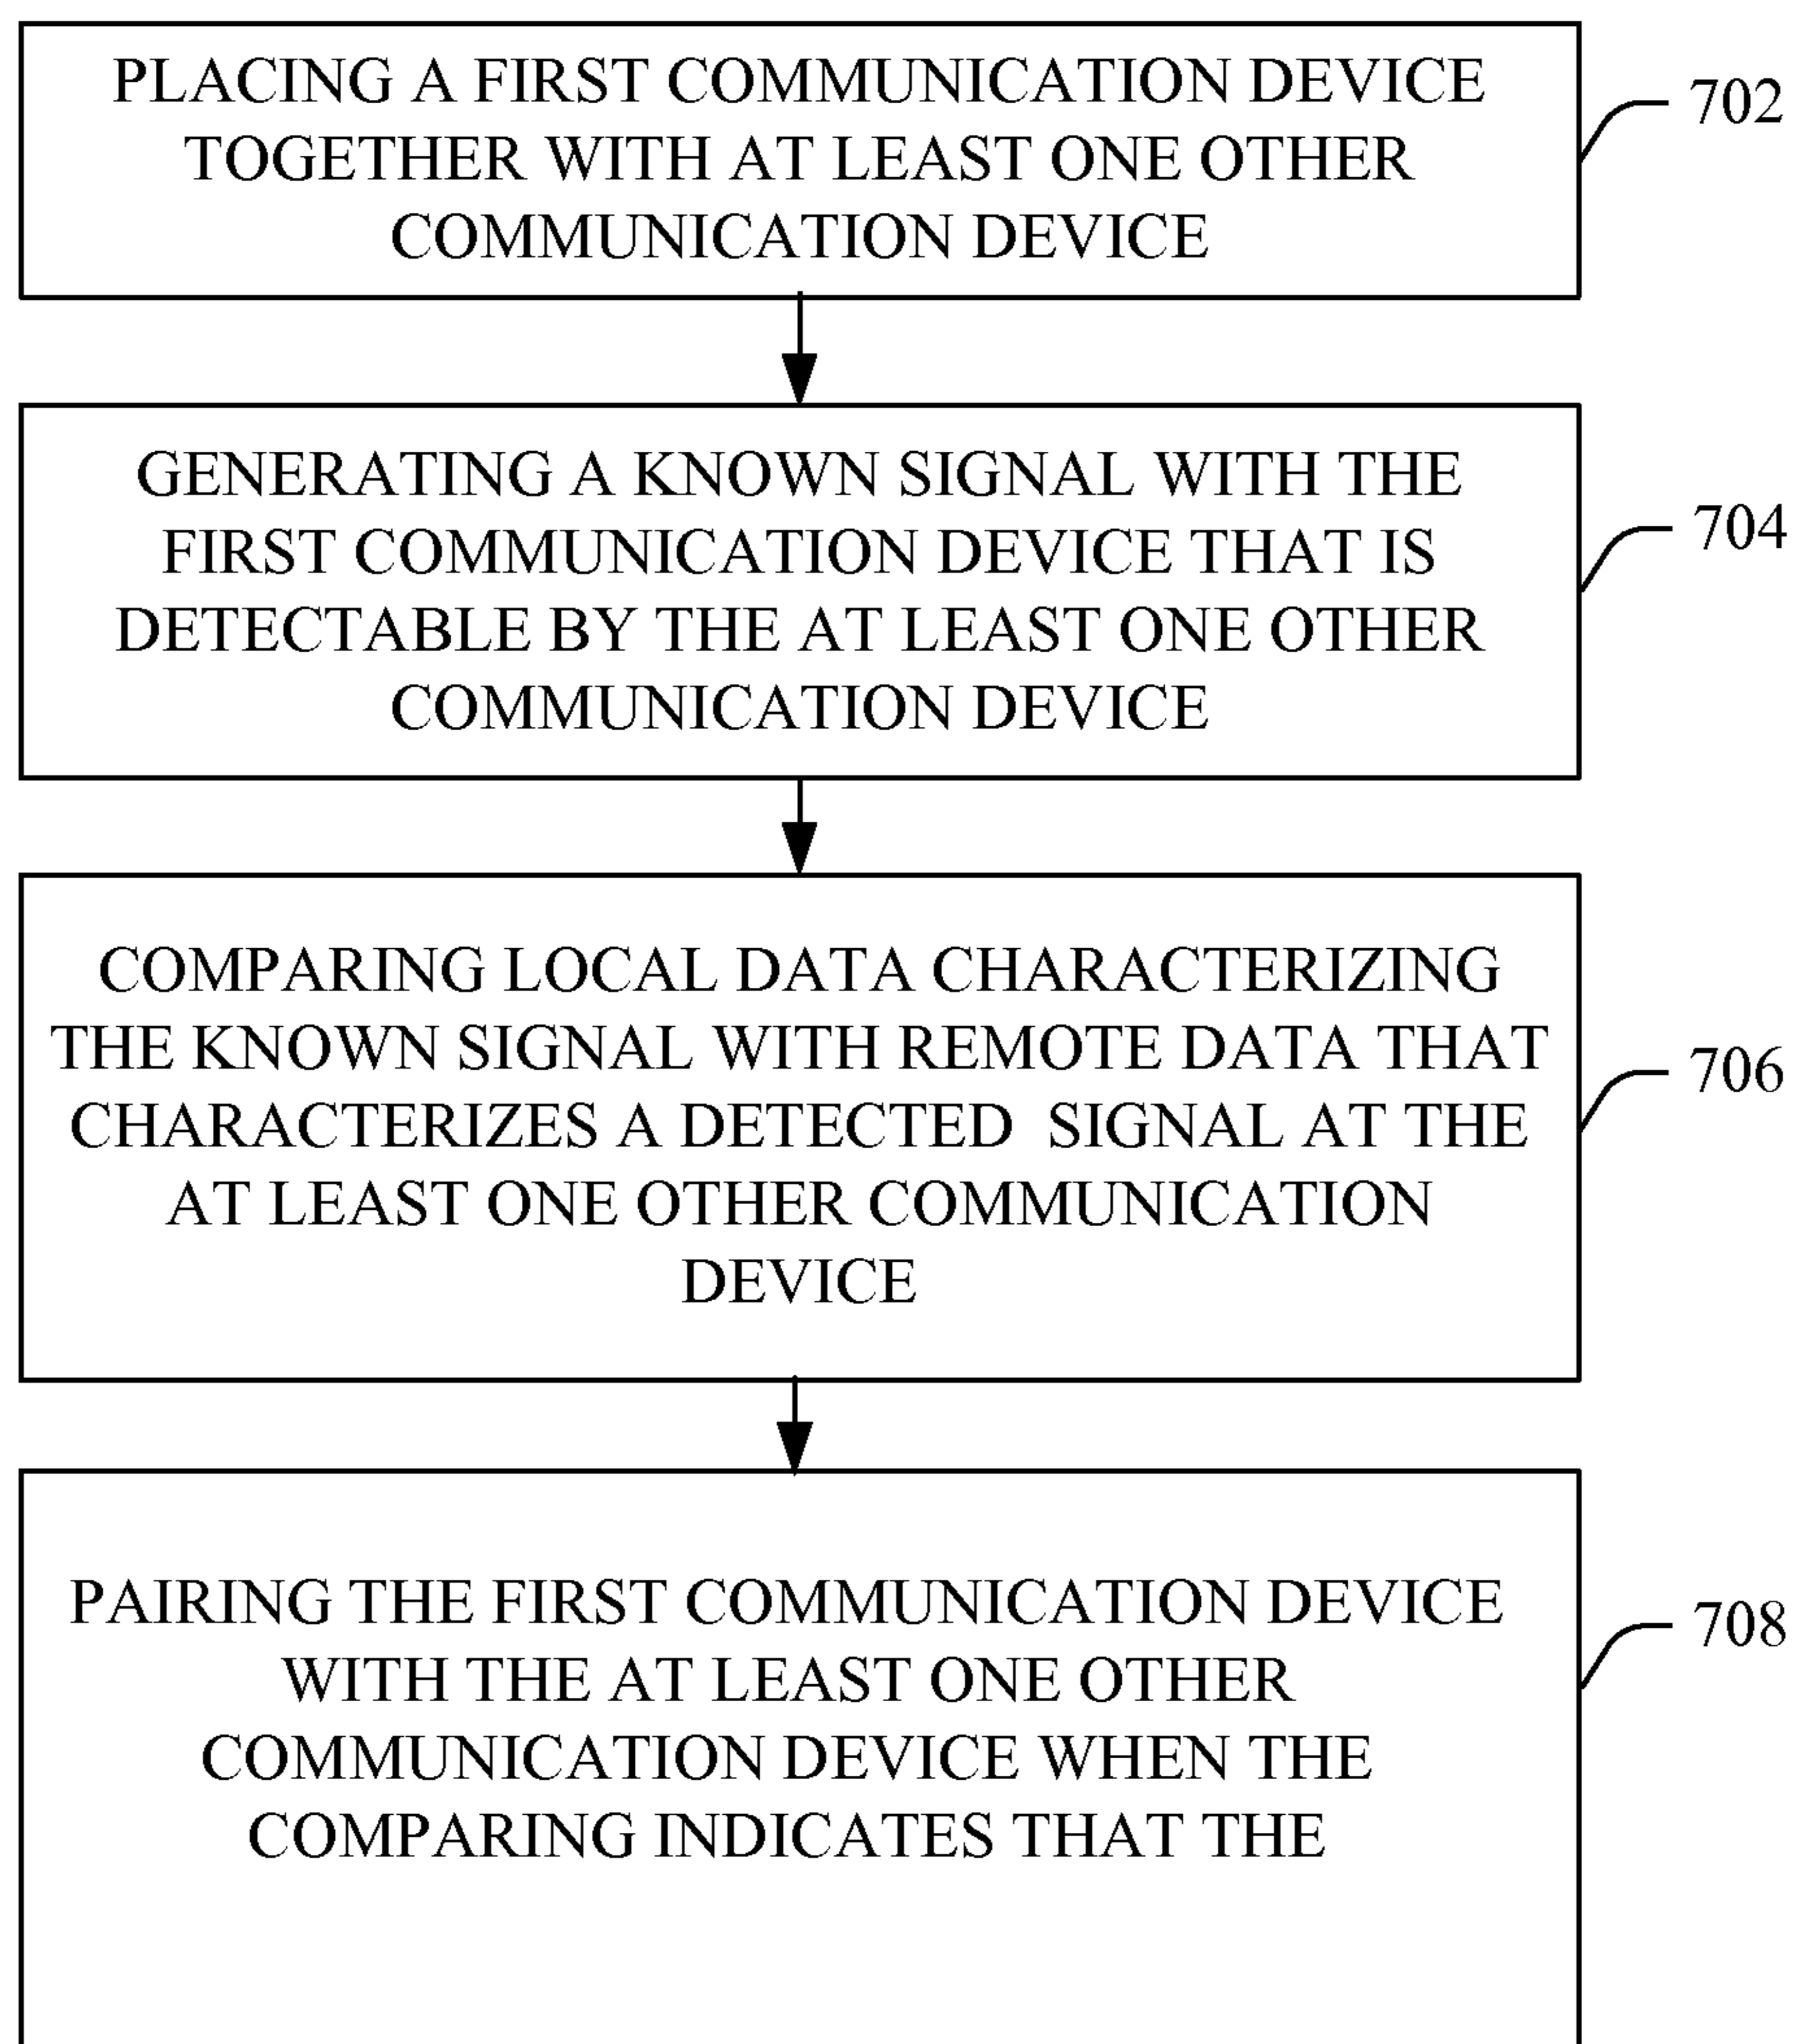 PLACING A FIRST COMMUNICATION DEVICE
TOGETHER WITH AT LEAST ONE OTHER
COMMUNICATION DEVICE
702
GENERATING A KNOWN SIGNAL WITH THE
FIRST COMMUNICATION DEVICE THAT IS
DETECTABLE BY THE AT LEAST ONE OTHER
COMMUNICATION DEVICE
704
COMPARING LOCAL DATA CHARACTERIZING
THE KNOWN SIGNAL WITH REMOTE DATA THAT
CHARACTERIZES A DETECTED SIGNAL AT THE
AT LEAST ONE OTHER COMMUNICATION
DEVICE
706
PAIRING THE FIRST COMMUNICATION DEVICE
WITH THE AT LEAST ONE OTHER
COMMUNICATION DEVICE WHEN THE
COMPARING INDICATES THAT THE
708